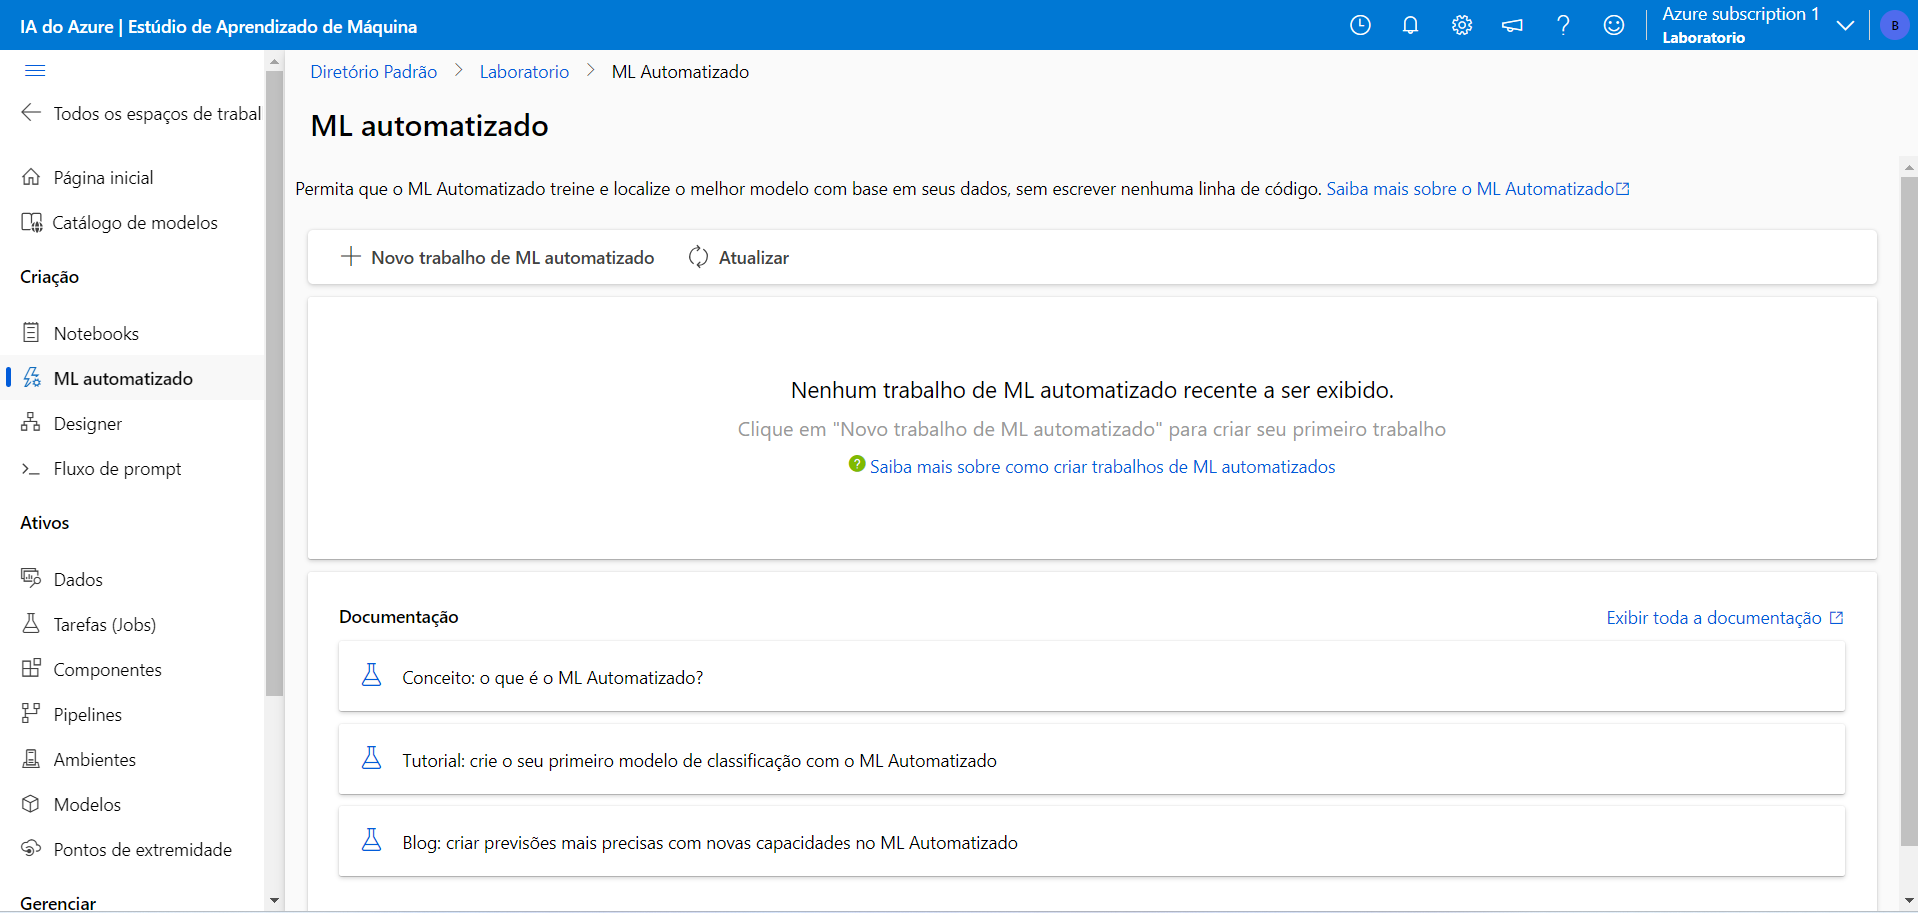 IA do Azure | Estúdio de Aprendizado de Máquina
Azure subscription 1
Laboratorio
B
Todos os espaços de trabal
Página inicial
Catálogo de modelos
Criação
Notebooks
ML automatizado
Designer
Fluxo de prompt
Ativos
Dados
Tarefas (Jobs)
Componentes
Pipelines
Ambientes
Modelos
Pontos de extremidade
Gerenciar
Diretório Padrão > Laboratorio > ML Automatizado
ML automatizado
Permita que o ML Automatizado treine e localize o melhor modelo com base em seus dados, sem escrever nenhuma linha de código. Saiba mais sobre o ML Automatizado
Novo trabalho de ML automatizado Atualizar
Nenhum trabalho de ML automatizado recente a ser exibido.
Clique em "Novo trabalho de ML automatizado" para criar seu primeiro trabalho
Saiba mais sobre como criar trabalhos de ML automatizados
Documentação
Exibir toda a documentação
Conceito: o que é o ML Automatizado?
Tutorial: crie o seu primeiro modelo de classificação com o ML Automatizado
Blog: criar previsões mais precisas com novas capacidades no ML Automatizado